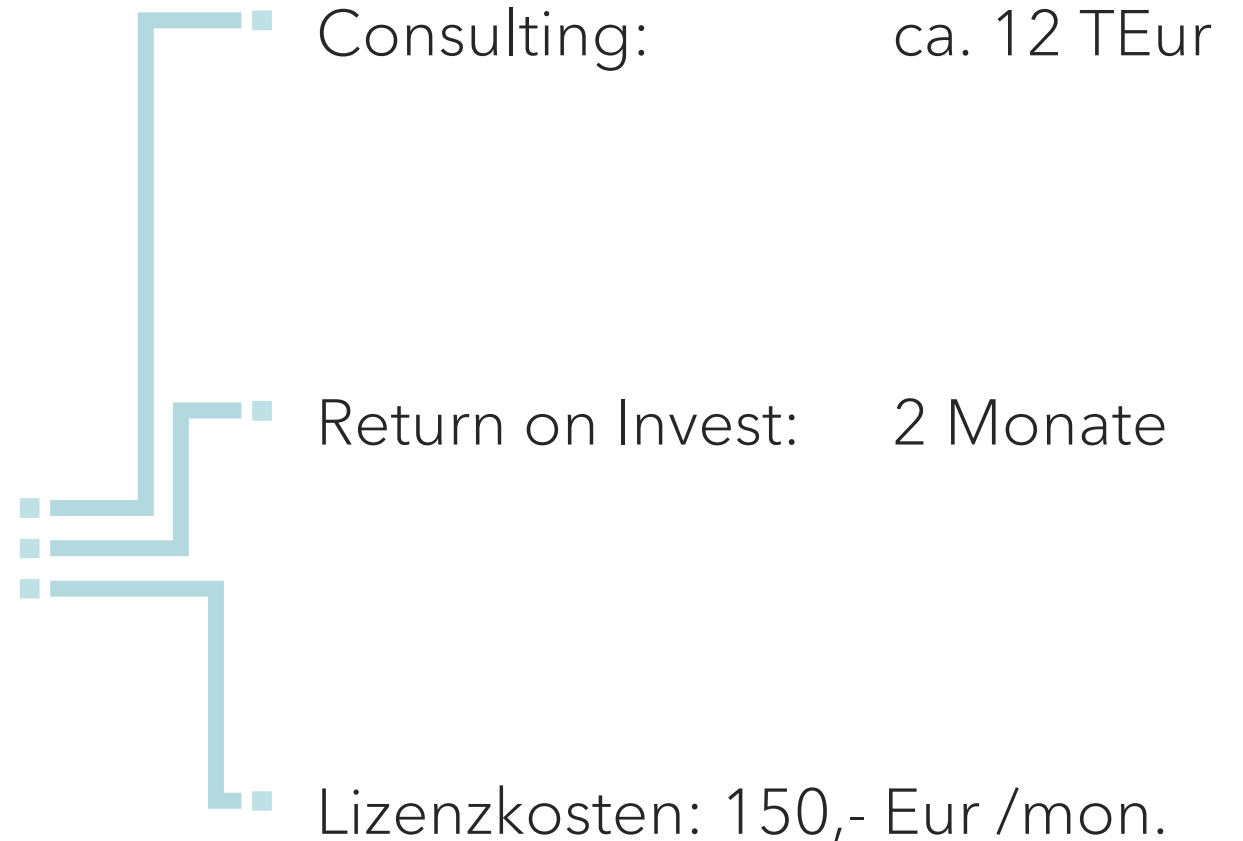 Consulting: ca. 12 TEur
Return on Invest: 2 Monate
Lizenzkosten: 150,- Eur /mon.